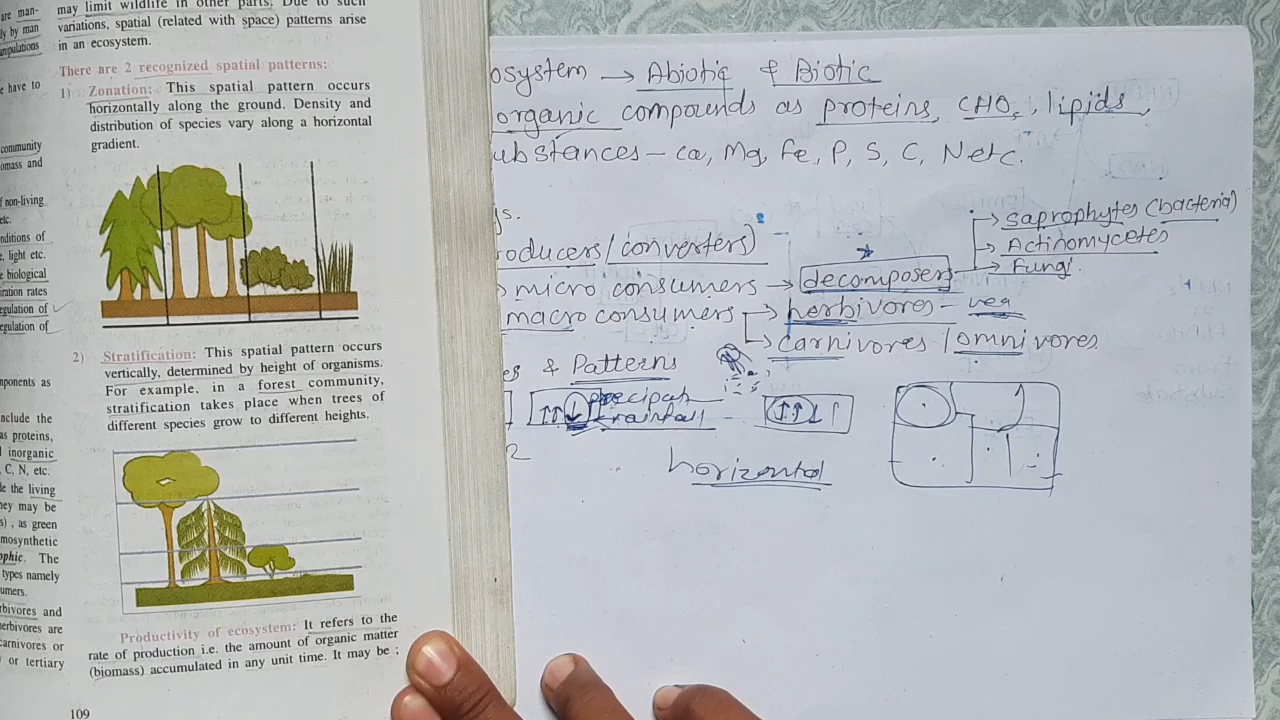 are man-
ly by man
anipulations
have to
community
omass and
f non-living
etc.
nditions of
e, light etc.
e biological
ration rates
egulation of
egulation of
mponents as
nclude the
as proteins,
inorganic
C, N, etc.
le the living
hey may be
s), as green
mosynthetic
ophic. The
types namely
umers.
rbivores and
erbivores are
carnivores or
or tertiary
may limit wildlife in other parts. Due to such
variations, spatial (related with space) patterns arise
in an ecosystem.
There are 2 recognized spatial patterns:
1) Zonation: This spatial pattern occurs
horizontally along the ground. Density and
distribution of species vary along a horizontal
gradient.
2) Stratification: This spatial pattern occurs
vertically, determined by height of organisms.
For example, in a forest community,
stratification takes place when trees of
different species grow to different heights.
Productivity of ecosystem: It refers to the
rate of production i.e. the amount of organic matter
(biomass) accumulated in any unit time. It may be ;
109
osystem → Abiotic & Biotic
organic compounds as proteins, CHO, lipids,
ubstances - Ca, Mg, Fe, P, S, C, N etc.
gs.
roducers/(converters)
micro consumers → decomposers
→ Saprophytes (bacteria)
→ Actinomycetes
→ Fungi
macro consumers → herbivores - veg
→ carnivores / omnivores
es & Patterns
precipat
rainfall
2
horizontal